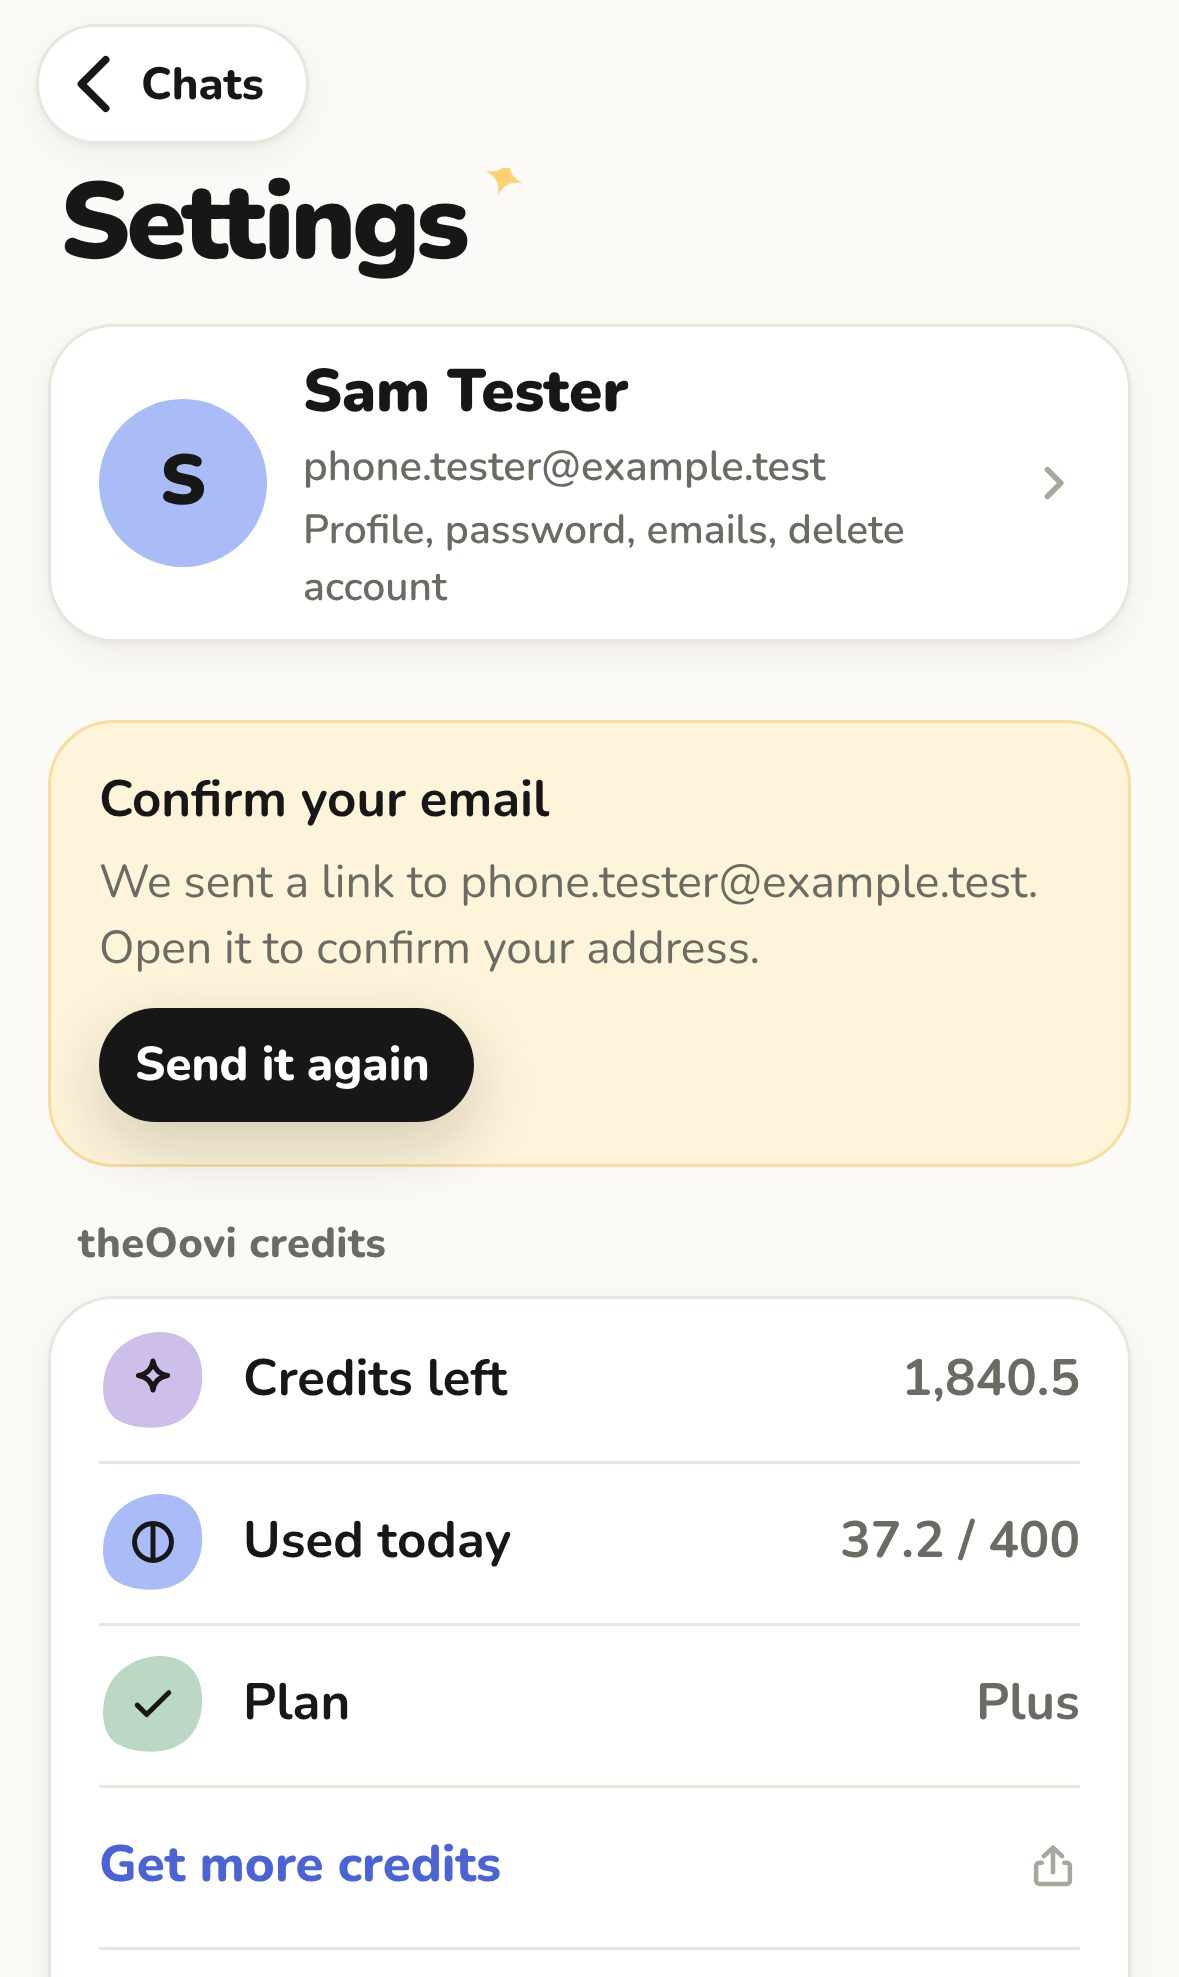 Chats
Settings
Sam Tester
S
phone.tester@example.test
Profile, password, emails, delete
account
Confirm your email
We sent a link to phone.tester@example.test.
Open it to confirm your address.
Send it again
theOovi credits
Credits left
1,840.5
Used today
37.2 / 400
Plan
Plus
Get more credits